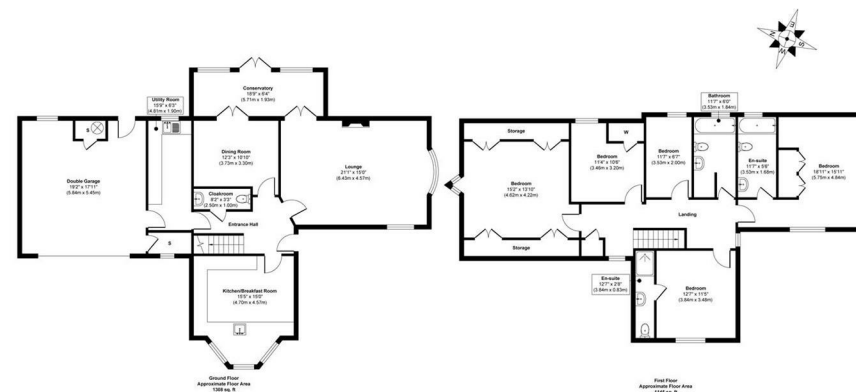 Conservatory
18'9" x 6'4"
(5.71m x 1.93m)
Utility Room
15'9" x 6'3"
(4.81m x 1.90m)
S
Dining Room
12'3" x 10'10"
(3.73m x 3.30m)
Lounge
21'1" x 15'0"
(6.43m x 4.57m)
Double Garage
19'2" x 17'11"
(5.84m x 5.45m)
Cloakroom
8'2" x 3'3"
(2.50m x 1.00m)
Entrance Hall
S
Kitchen/Breakfast Room
15'5" x 15'0"
(4.70m x 4.57m)
Ground Floor
Approximate Floor Area
N
E
S
W
Bathroom
11'7" x 6'0"
(3.53m x 1.84m)
Storage
W
Bedroom
11'4" x 10'6"
(3.46m x 3.20m)
Bedroom
11'7" x 6'7"
(3.53m x 2.00m)
En-suite
11'7" x 5'6"
(3.53m x 1.68m)
Bedroom
18'10" x 15'11"
(5.75m x 4.84m)
Bedroom
15'2" x 13'10"
(4.62m x 4.22m)
Landing
Storage
En-suite
12'7" x 2'9"
(3.84m x 0.83m)
Bedroom
12'7" x 11'5"
(3.84m x 3.48m)
First Floor
Approximate Floor Area